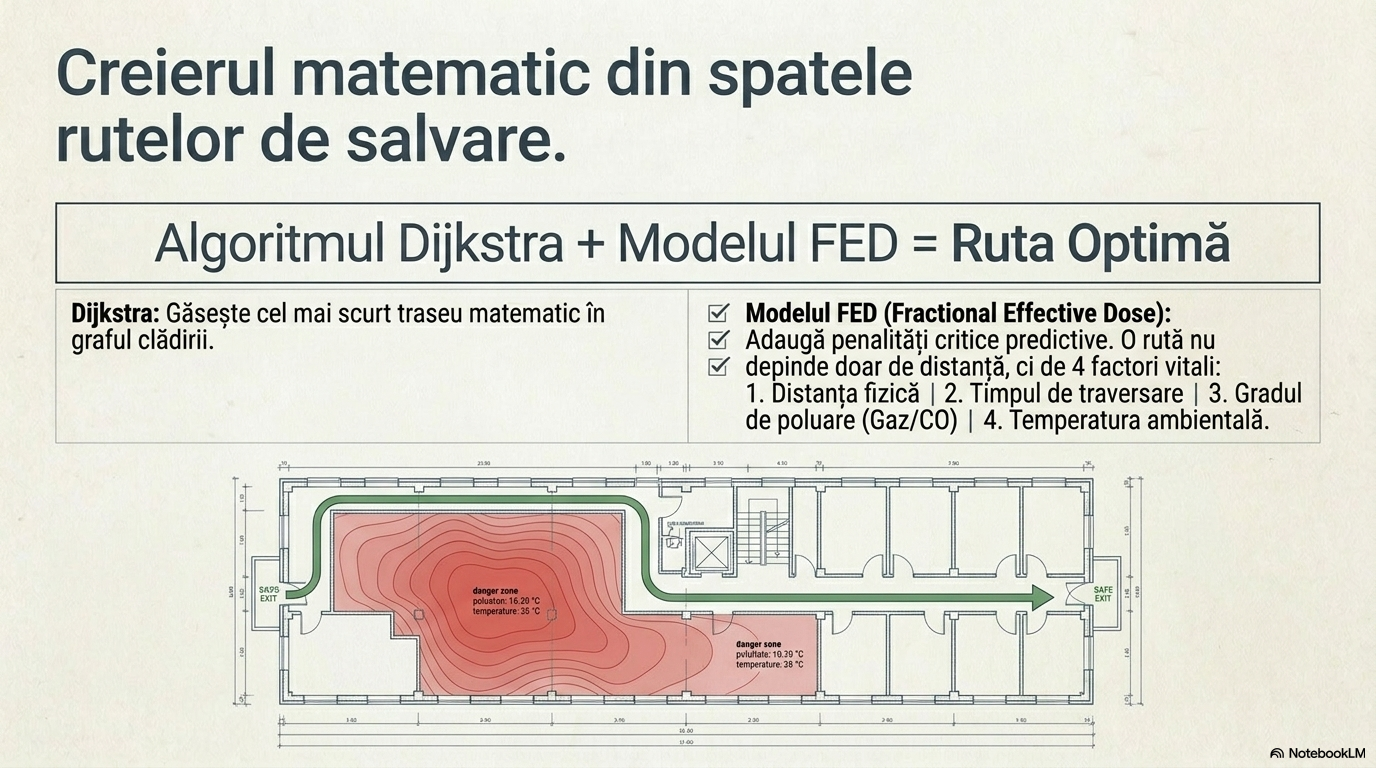 Creierul matematic din spatele
rutelor de salvare.
Algoritmul Dijkstra + Modelul FED = Ruta Optimă
Dijkstra: Găsește cel mai scurt traseu matematic în
graful clădirii.
Modelul FED (Fractional Effective Dose):
Adaugă penalități critice predictive. O rută nu
depinde doar de distanță, ci de 4 factori vitali:
1. Distanța fizică | 2. Timpul de traversare | 3. Gradul
de poluare (Gaz/CO) | 4. Temperatura ambientală.
EXIT
danger zone
poluaton: 16.20 °C
temperature: 35 °C
SAFE
EXIT
danger sone
temperature: 38 °C
NotebookLM